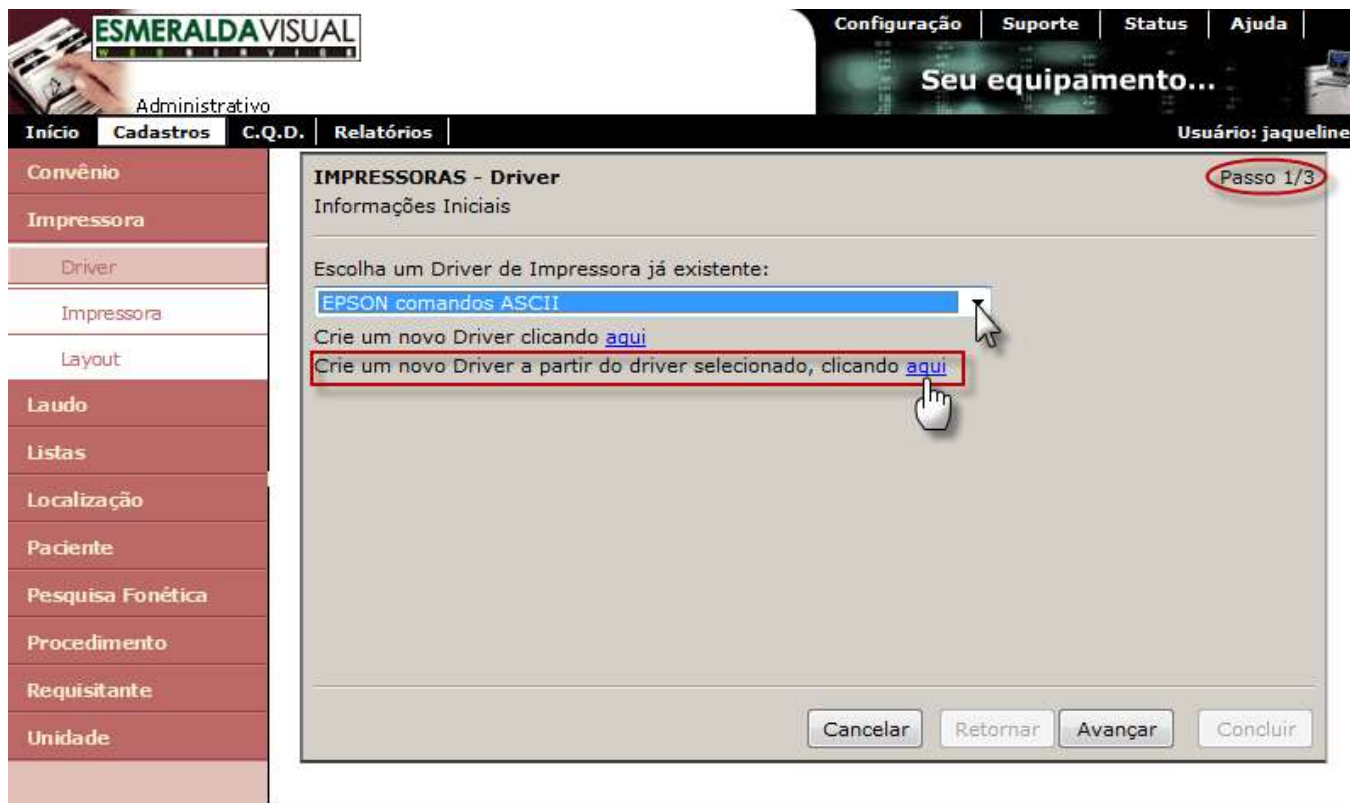 ESMERALDAVISUAL
WEBSERVICE
Administrativo
Configuração Suporte Status Ajuda
Seu equipamento...
Início Cadastros C.Q.D. Relatórios Usuário: jaqueline
Convênio
Impressora
Driver
Impressora
Layout
Laudo
Listas
Localização
Paciente
Pesquisa Fonética
Procedimento
Requisitante
Unidade
IMPRESSORAS - Driver Passo 1/3
Informações Iniciais
Escolha um Driver de Impressora já existente:
EPSON comandos ASCII
Crie um novo Driver clicando aqui
Crie um novo Driver a partir do driver selecionado, clicando aqui
Cancelar Retornar Avançar Concluir